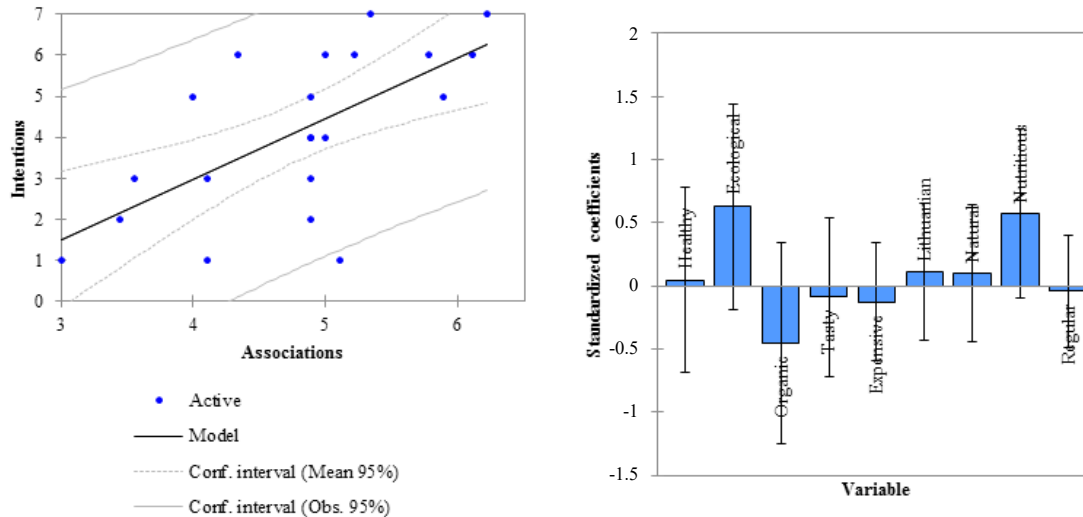 7
6
5
4
3
2
1
0
Intentions
3
4
5
6
Associations
Active
Model
Conf. interval (Mean 95%)
Conf. interval (Obs. 95%)
2
1.5
1
0.5
0
-0.5
-1
-1.5
Standardized coefficients
Healthy
Ecological
Organic
Tasty
Expensive
Lithuartian
Natural
Nutritious
Regular
Variable